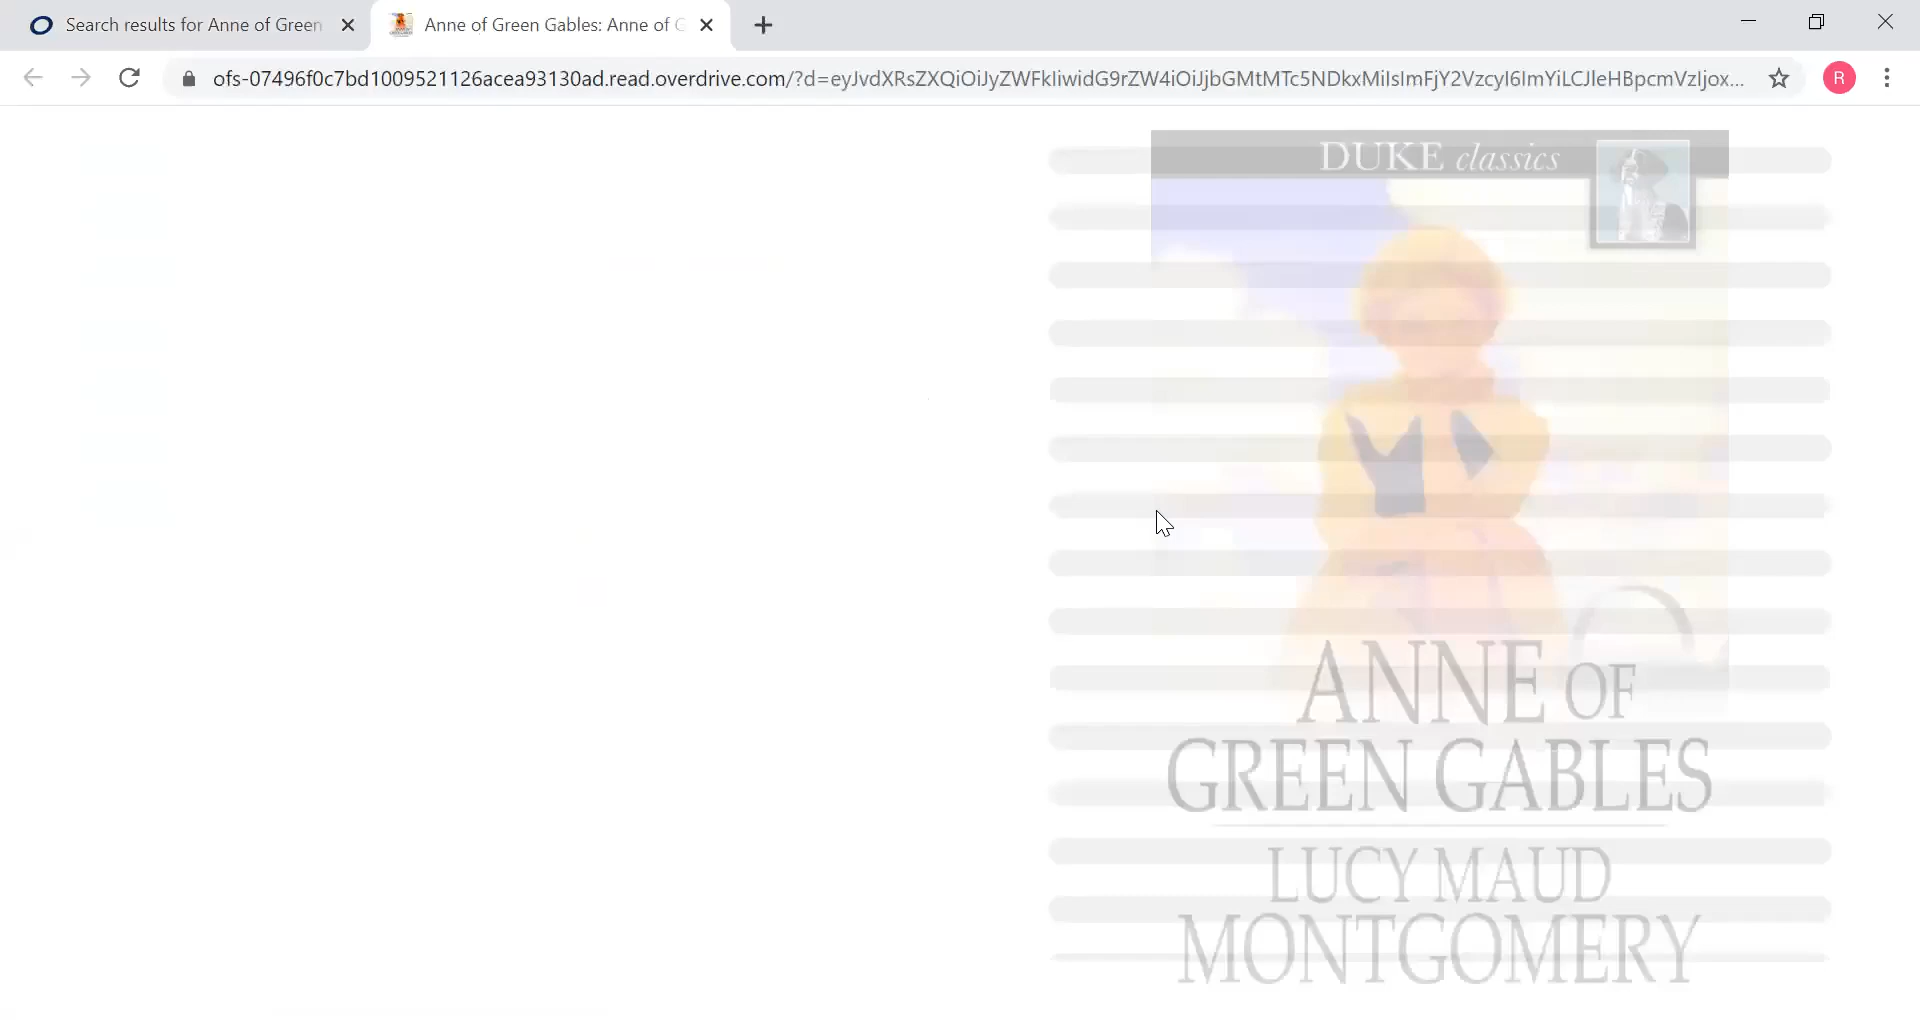 Search results for Anne of Green
Anne of Green Gables: Anne of G
ofs-07496f0c7bd1009521126acea93130ad.read.overdrive.com/?d=eyJvdXRsZXQiOiJyZWFkIiwidG9rZW4iOiJjbGMtMTc5NDkxMiIsImFjY2VzcyI6ImYiLCJleHBpcmVzIjox...
R
DUKE classics
ANNE OF
GREEN GABLES
LUCY MAUD
MONTGOMERY